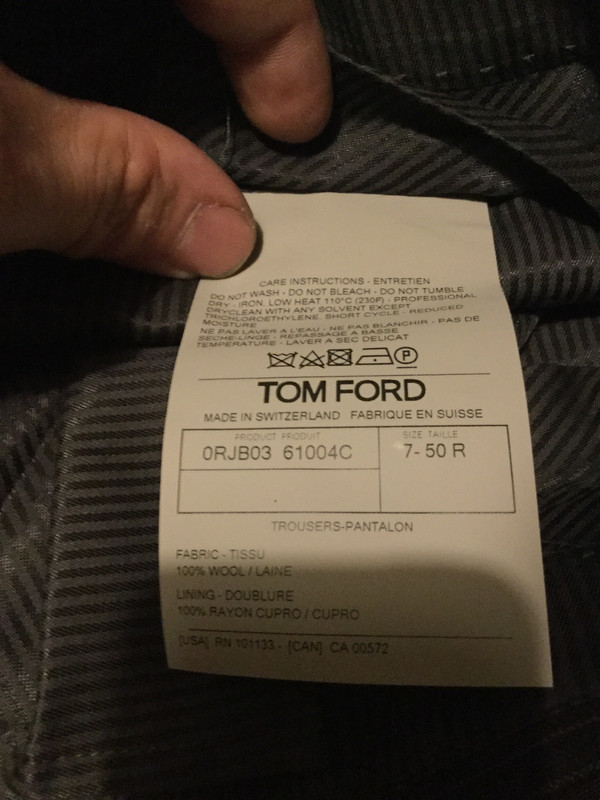 CARE INSTRUCTIONS - ENTRETIEN
DO NOT WASH - DO NOT BLEACH - DO NOT TUMBLE
DRY - IRON, LOW HEAT 110°C (230F) - PROFESSIONAL
DRYCLEAN WITH ANY SOLVENT EXCEPT
TRICHLOROETHYLENE. SHORT CYCLE - REDUCED
MOISTURE
NE PAS LAVER A L'EAU - NE PAS BLANCHIR - PAS DE
SECHE-LINGE - REPASSAGE A BASSE
TEMPERATURE - LAVER A SEC DELICAT
P
TOM FORD
MADE IN SWITZERLAND FABRIQUE EN SUISSE
PRODUCT PRODUIT SIZE TAILLE
0RJB03 61004C 7- 50 R
TROUSERS-PANTALON
FABRIC - TISSU
100% WOOL / LAINE
LINING - DOUBLURE
100% RAYON CUPRO / CUPRO
[USA] RN 101133 - [CAN] CA 00572